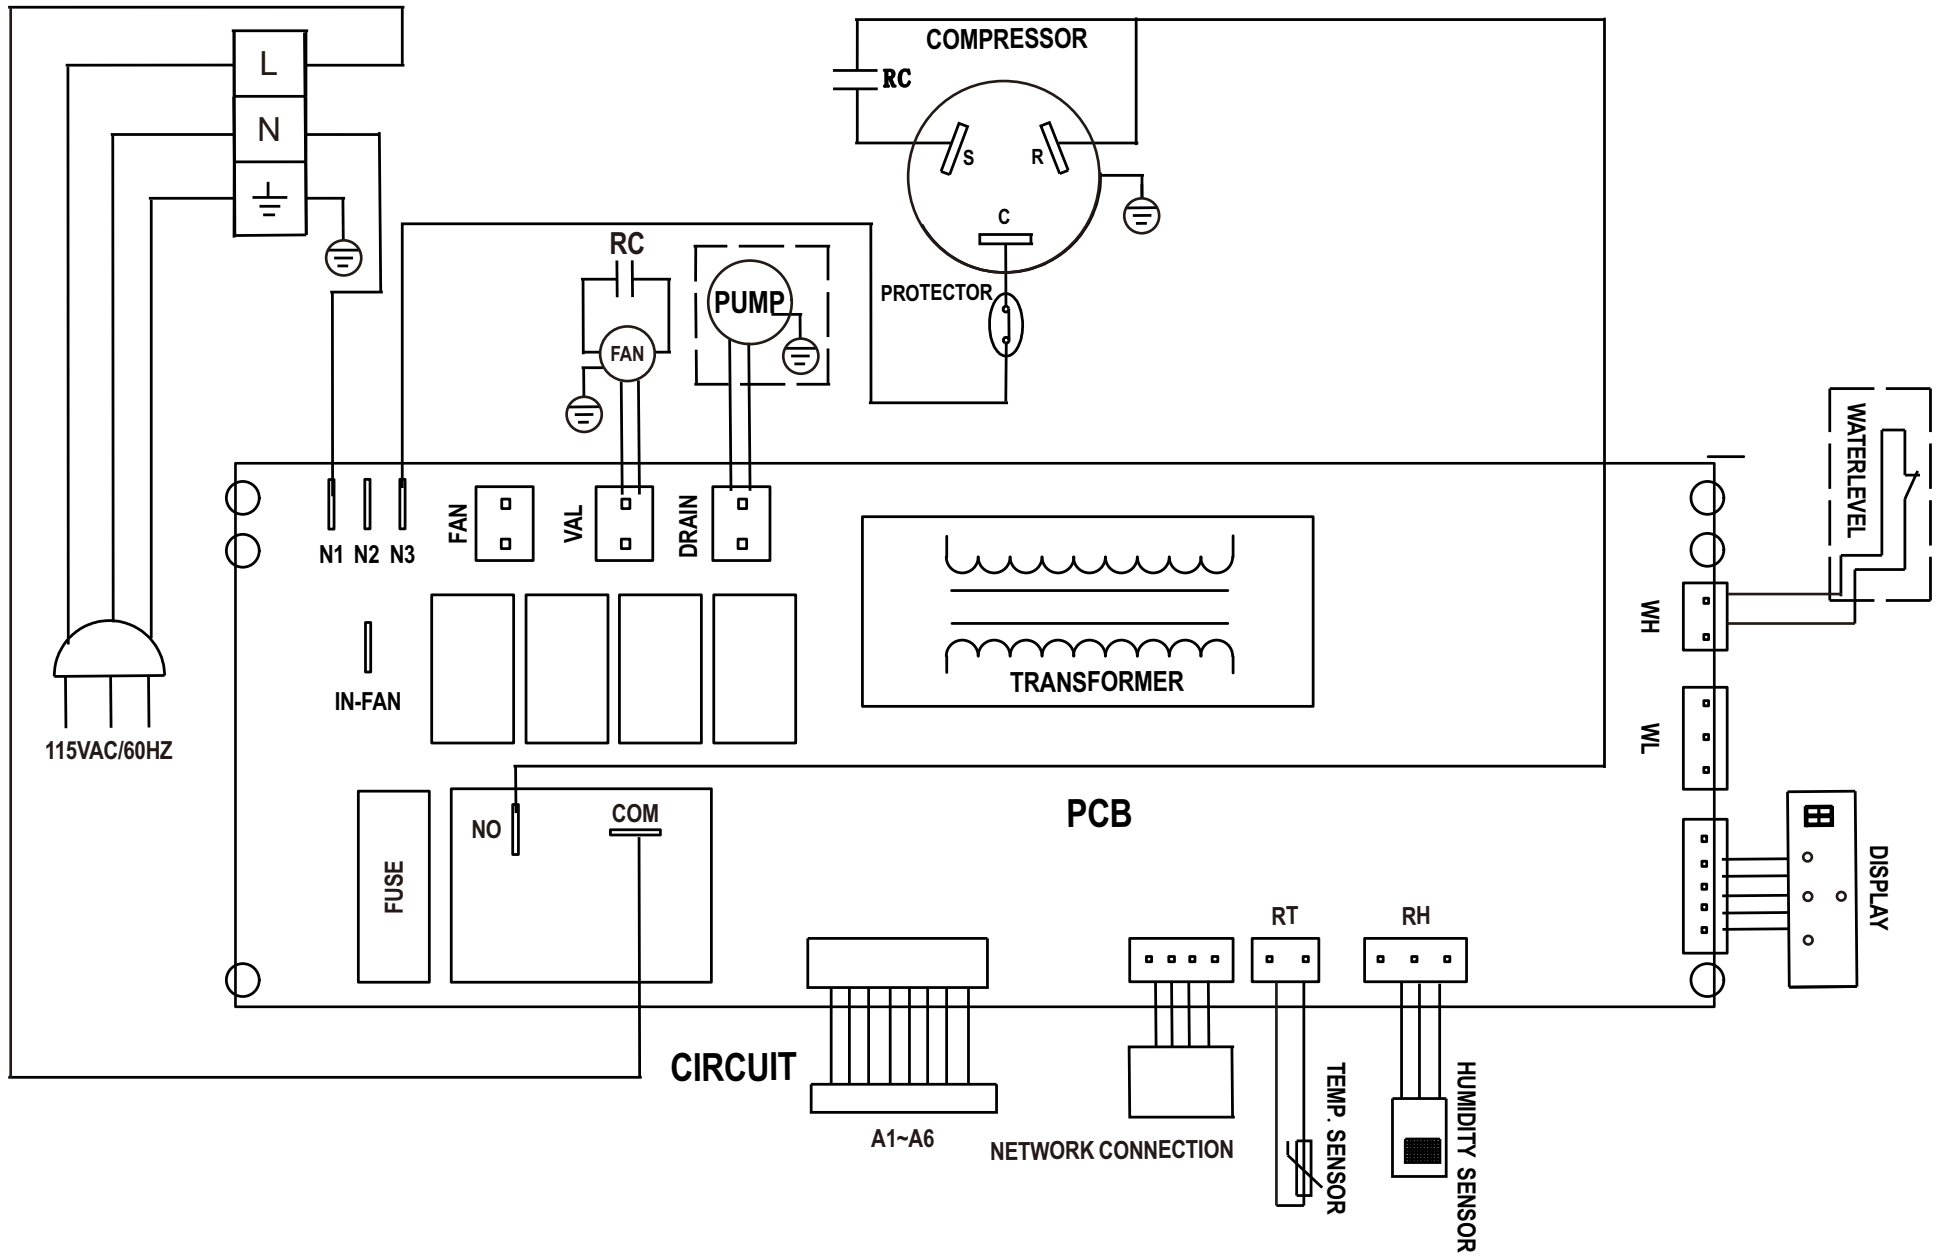 L
COMPRESSOR
RC
N
S
R
C
RC
PUMP
PROTECTOR
FAN
WATERLEVEL
FAN
VAL
DRAIN
N1 N2 N3
WH
TRANSFORMER
IN-FAN
WL
115VAC/60HZ
PCB
NO
COM
FUSE
DISPLAY
RT
RH
CIRCUIT
A1~A6
NETWORK CONNECTION
TEMP. SENSOR
HUMIDITY SENSOR